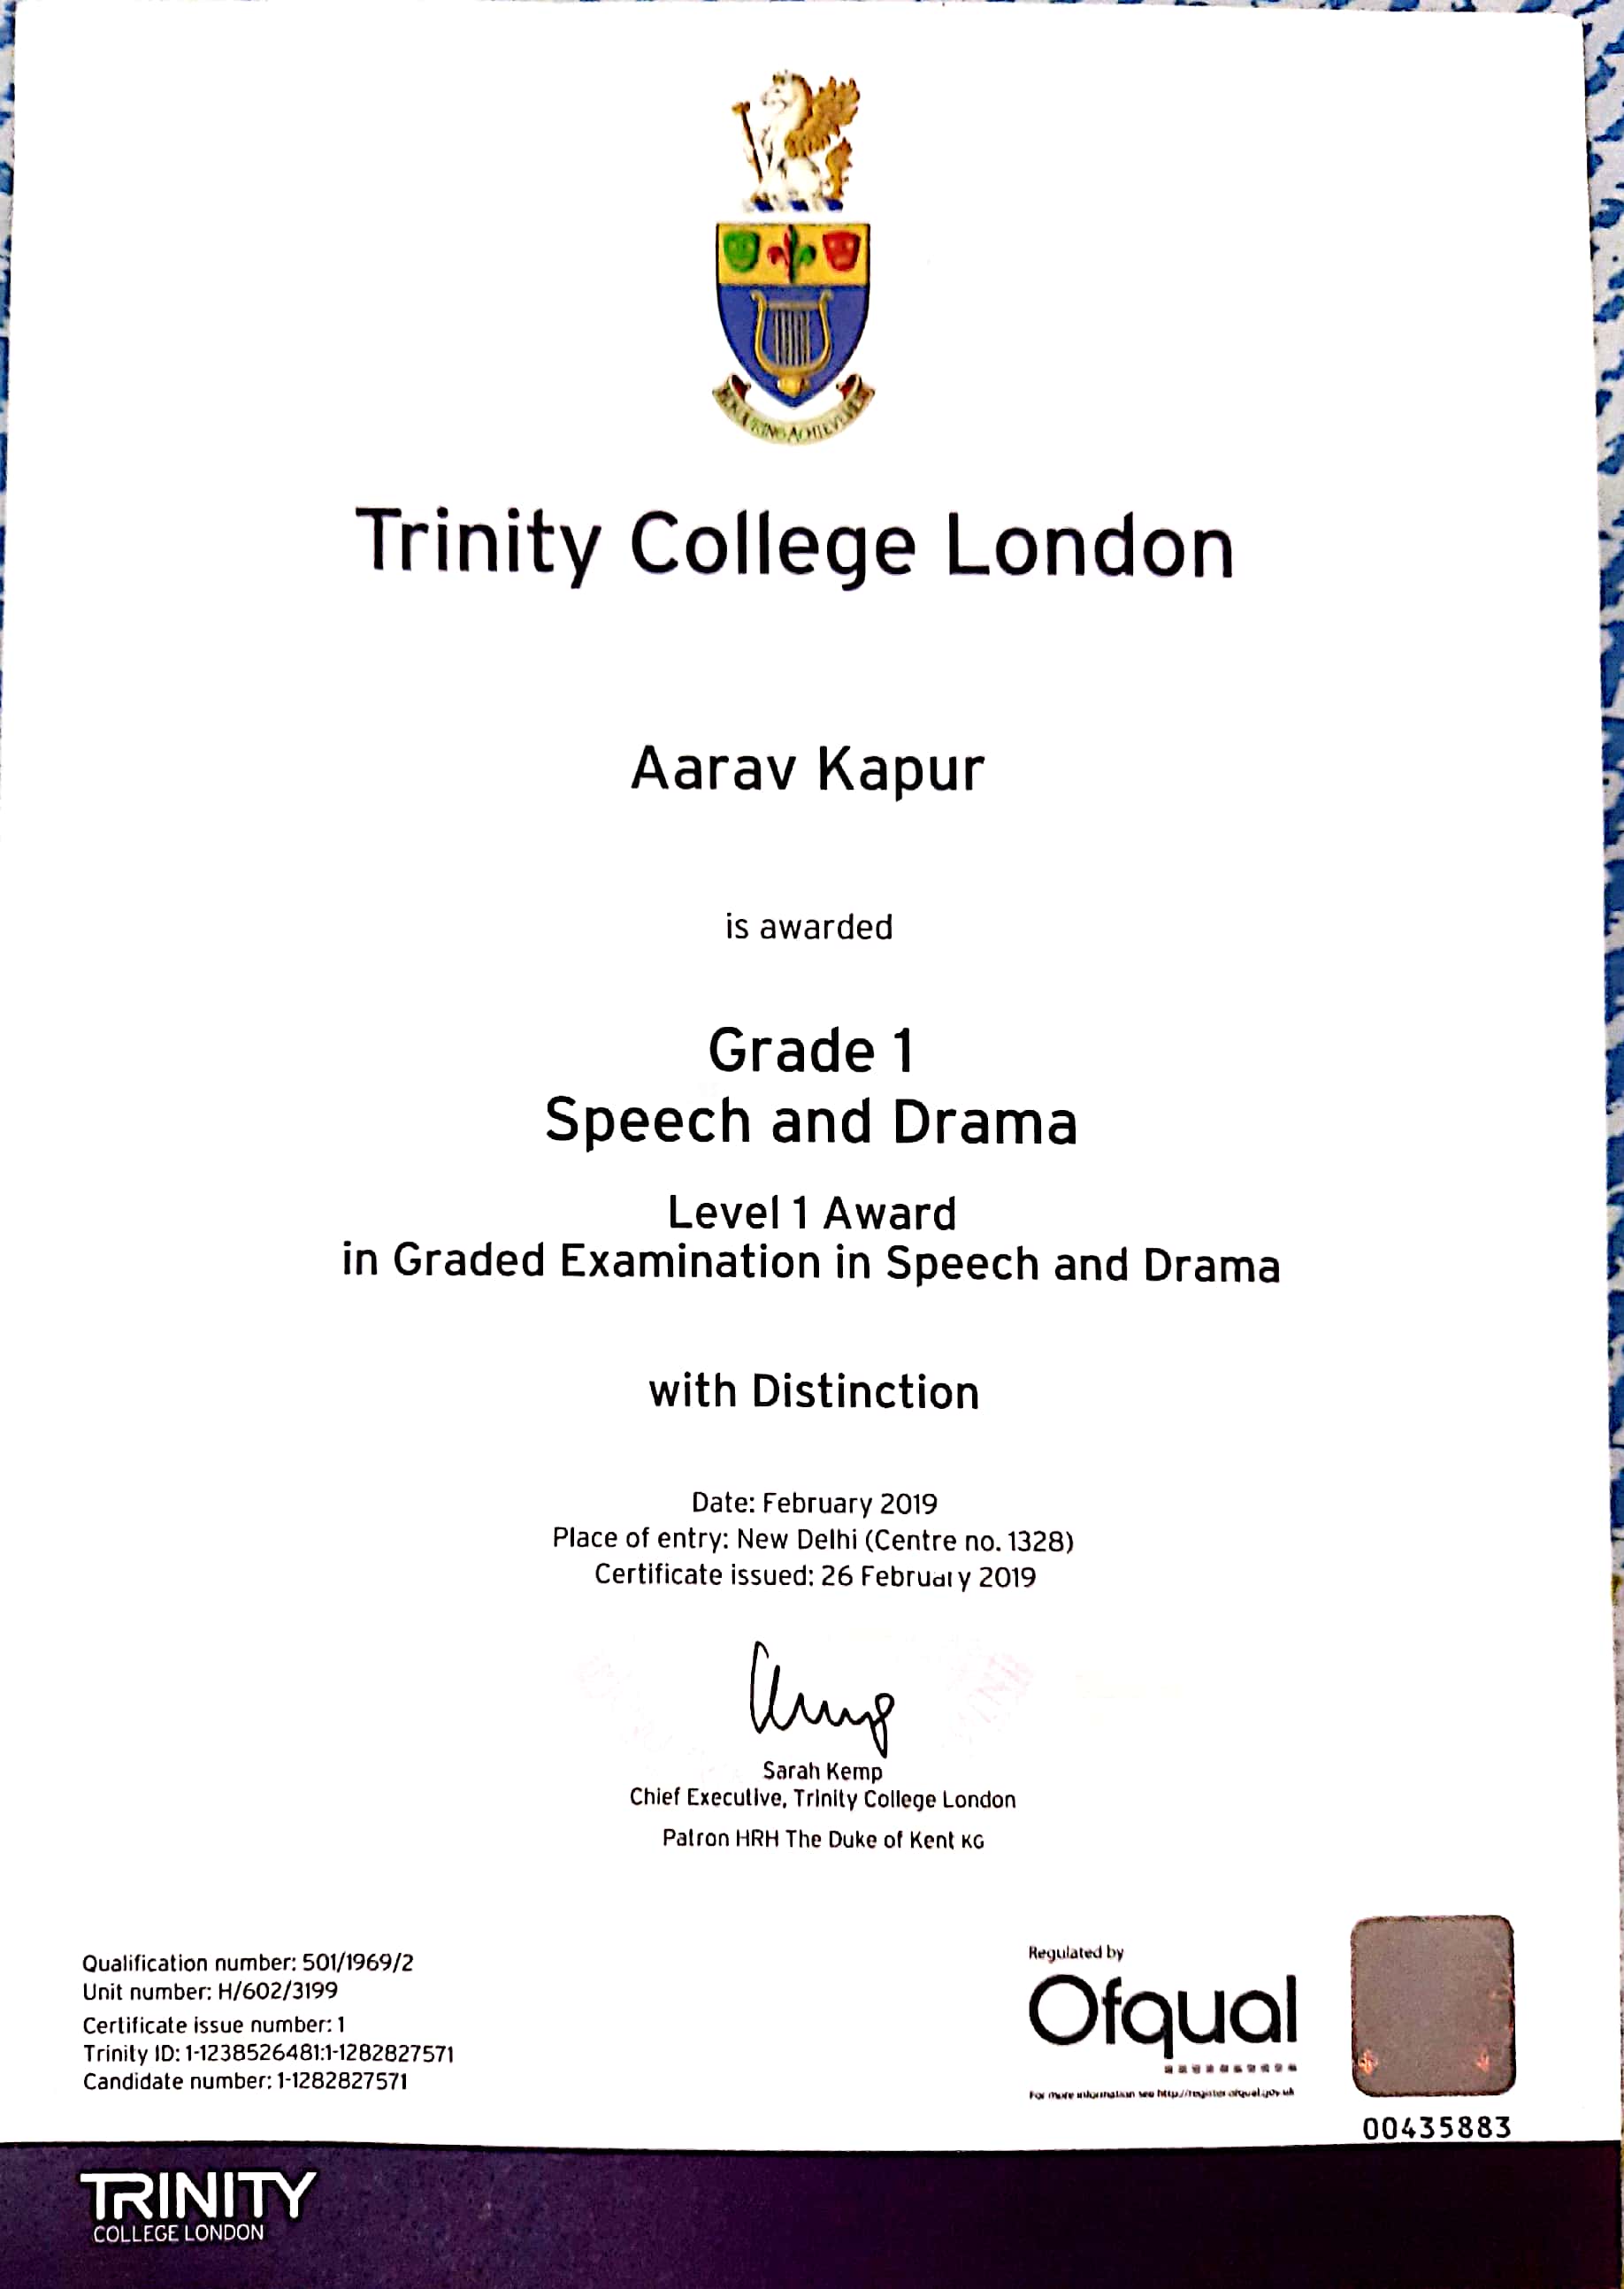 Trinity College London
Aarav Kapur
is awarded
Grade 1
Speech and Drama
Level 1 Award
in Graded Examination in Speech and Drama
with Distinction
Date: February 2019
Place of entry: New Delhi (Centre no. 1328)
Certificate issued: 26 February 2019
Sarah Kemp
Chief Executive, Trinity College London
Patron HRH The Duke of Kent KG
Qualification number: 501/1969/2
Unit number: H/602/3199
Certificate issue number: 1
Trinity ID: 1-1238526481:1-1282827571
Candidate number: 1-1282827571
Regulated by
Ofqual
For more information see http://register.ofqual.gov.uk
00435883
TRINITY
COLLEGE LONDON